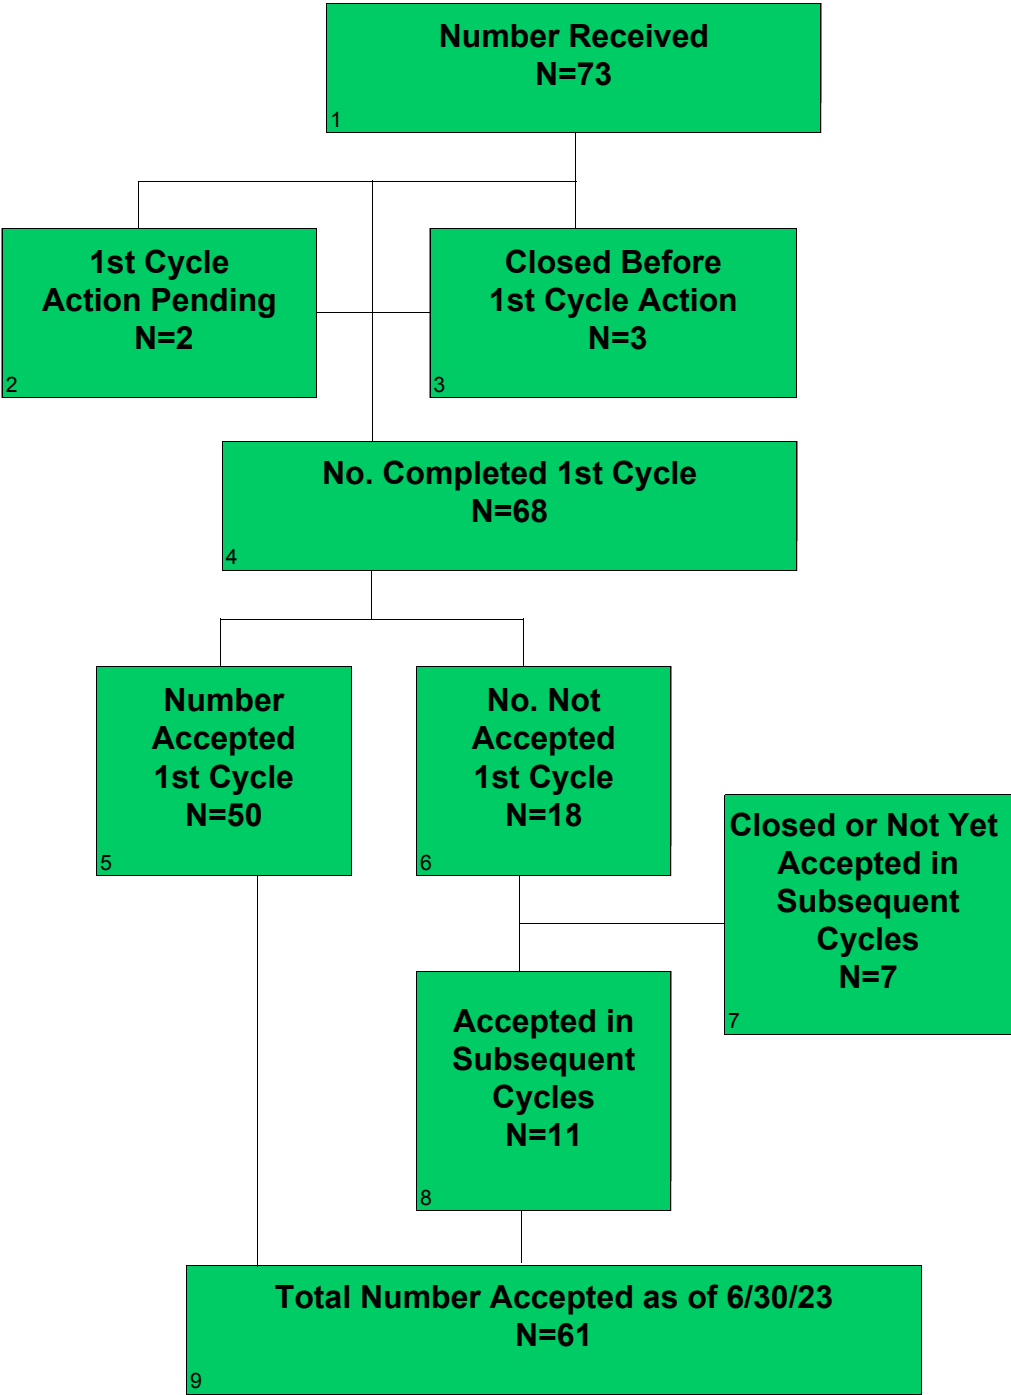 Number Received
N=73
1
1st Cycle
Action Pending
N=2
2
Closed Before
1st Cycle Action
N=3
3
No. Completed 1st Cycle
N=68
4
Number
Accepted
1st Cycle
N=50
5
No. Not
Accepted
1st Cycle
N=18
6
Closed or Not Yet
Accepted in
Subsequent
Cycles
N=7
7
Accepted in
Subsequent
Cycles
N=11
8
Total Number Accepted as of 6/30/23
N=61
9